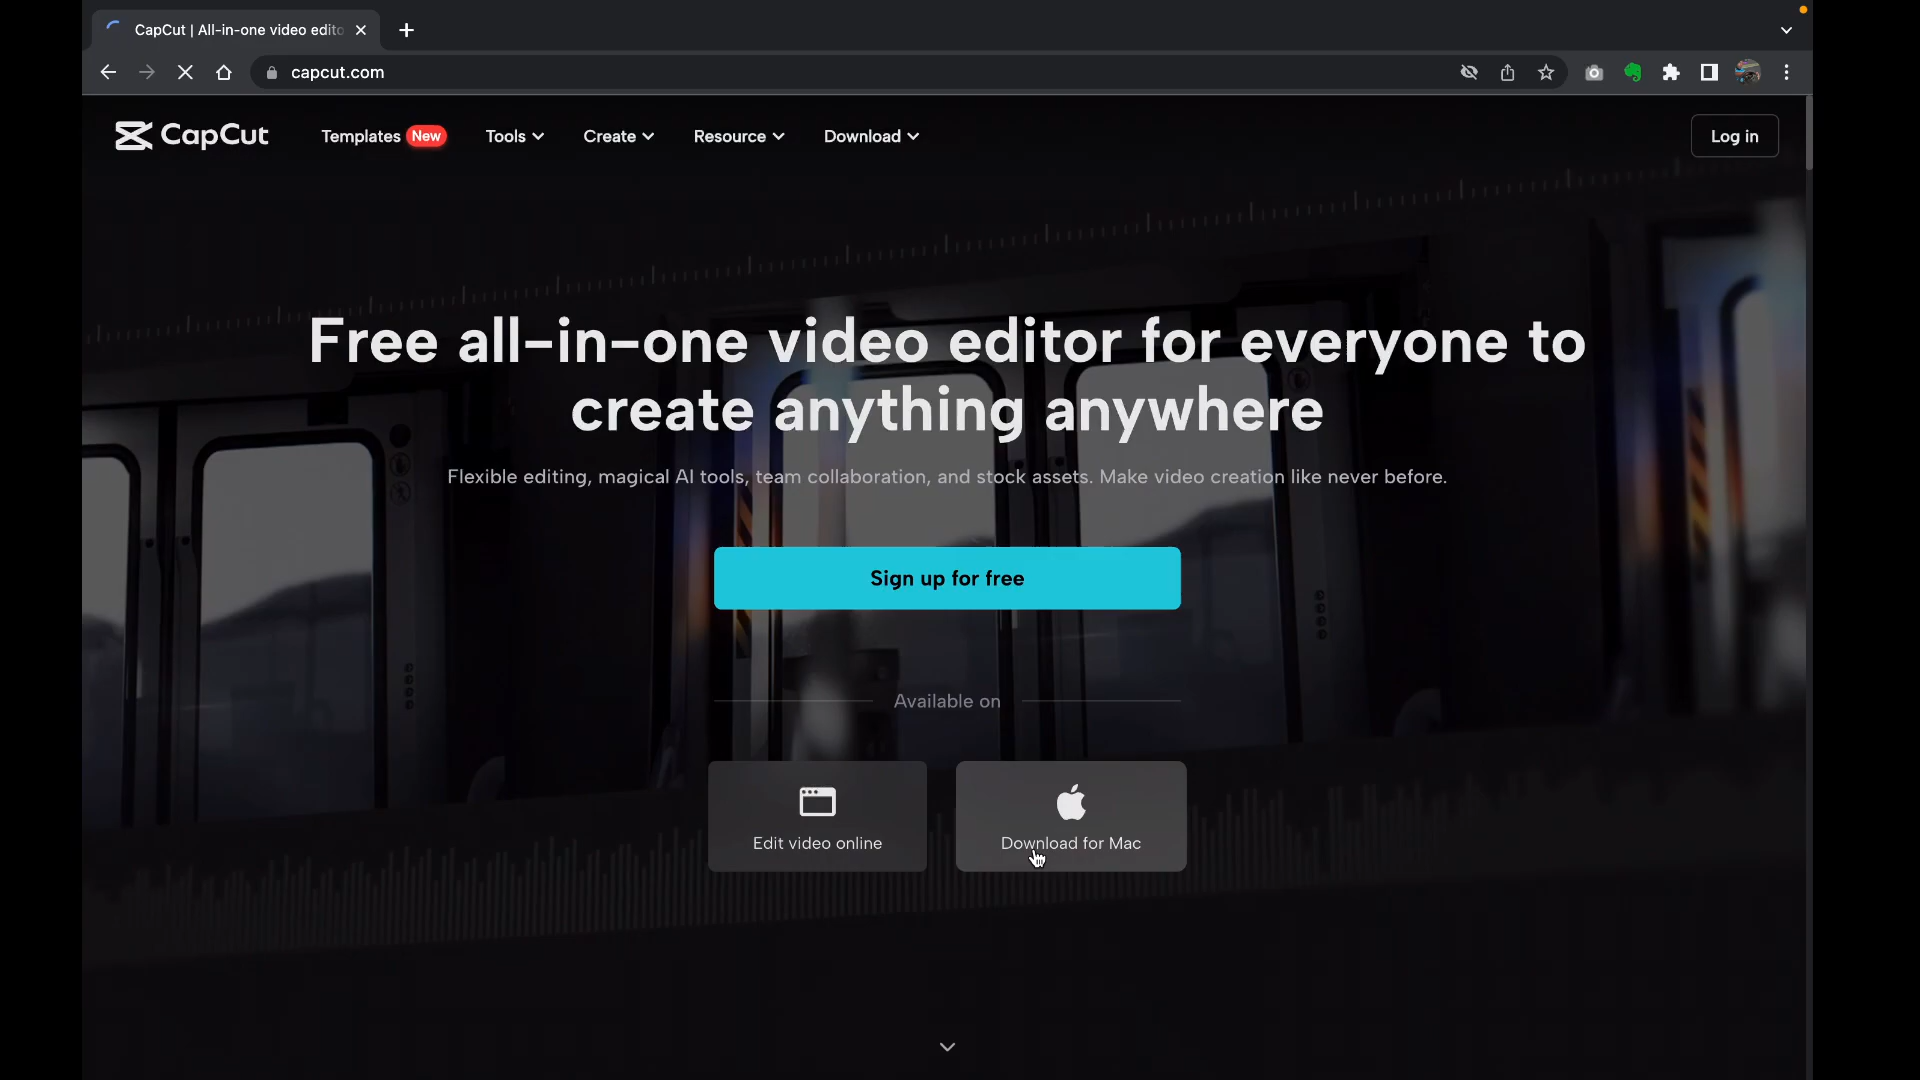 CapCut | All-in-one video edito
capcut.com
CapCut
Templates New
Tools
Create
Resource
Download
Log in
Free all-in-one video editor for everyone to
create anything anywhere
Flexible editing, magical AI tools, team collaboration, and stock assets. Make video creation like never before.
Sign up for free
Available on
Edit video online
Download for Mac